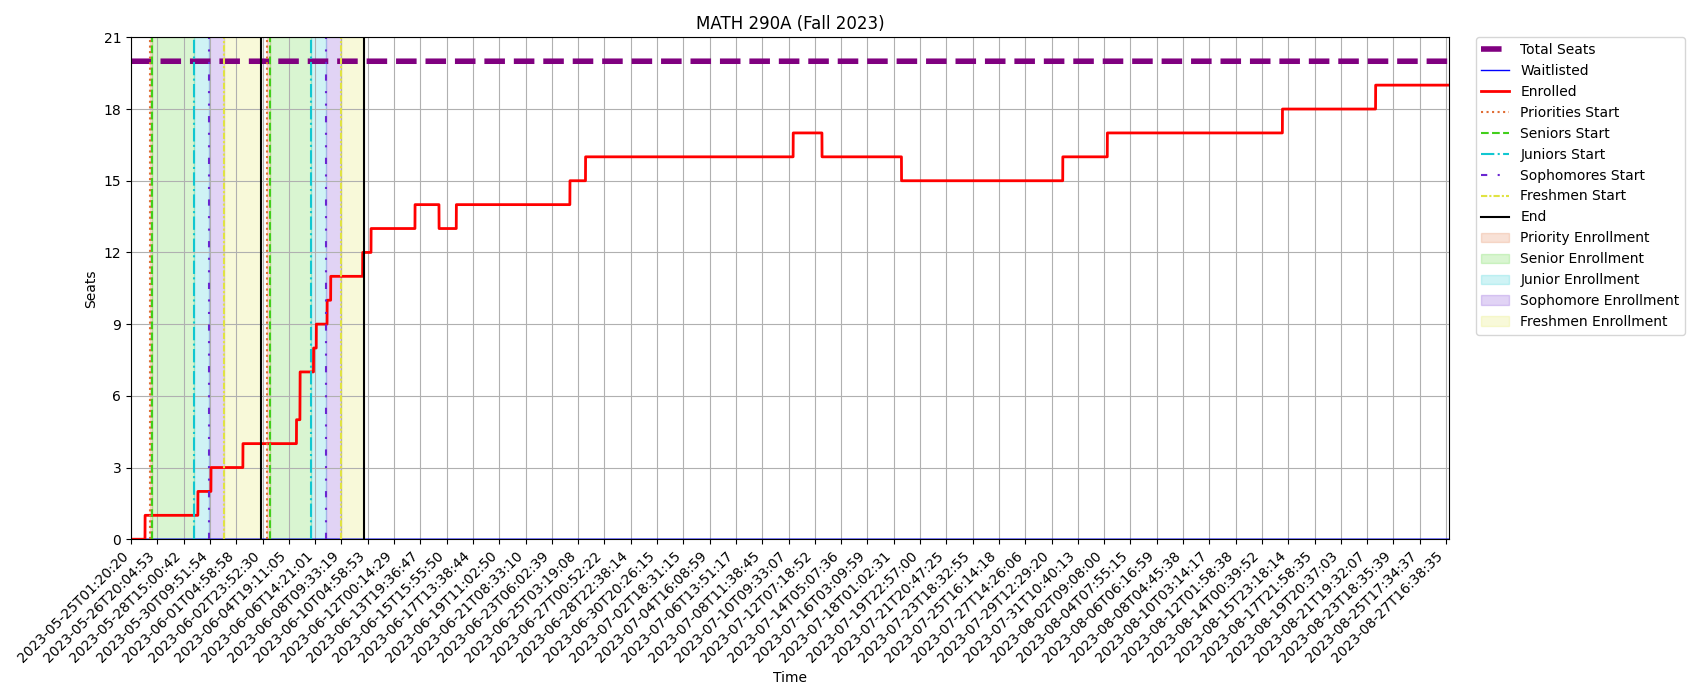 MATH 290A (Fall 2023)
21
18
15
12
9
6
3
0
Seats
2023-05-25T01:20:20
2023-05-26T20:04:53
2023-05-28T15:00:42
2023-05-30T09:51:54
2023-06-01T04:58:58
2023-06-02T23:52:30
2023-06-04T19:11:05
2023-06-06T14:21:01
2023-06-08T09:33:19
2023-06-10T04:58:53
2023-06-12T00:14:29
2023-06-13T19:36:47
2023-06-15T15:55:50
2023-06-17T13:38:44
2023-06-19T11:02:50
2023-06-21T08:33:10
2023-06-23T06:02:39
2023-06-25T03:19:08
2023-06-27T00:52:22
2023-06-28T22:38:14
2023-06-30T20:26:15
2023-07-02T18:31:15
2023-07-04T16:08:59
2023-07-06T13:51:17
2023-07-08T11:38:45
2023-07-10T09:33:07
2023-07-12T07:18:52
2023-07-14T05:07:36
2023-07-16T03:09:59
2023-07-18T01:02:31
2023-07-19T22:57:00
2023-07-21T20:47:25
2023-07-23T18:32:55
2023-07-25T16:14:18
2023-07-27T14:26:06
2023-07-29T12:29:20
2023-07-31T10:40:13
2023-08-02T09:08:00
2023-08-04T07:55:15
2023-08-06T06:16:59
2023-08-08T04:45:38
2023-08-10T03:14:17
2023-08-12T01:58:38
2023-08-14T00:39:52
2023-08-15T23:18:14
2023-08-17T21:58:35
2023-08-19T20:37:03
2023-08-21T19:32:07
2023-08-23T18:35:39
2023-08-25T17:34:37
2023-08-27T16:38:35
Time
Total Seats
Waitlisted
Enrolled
Priorities Start
Seniors Start
Juniors Start
Sophomores Start
Freshmen Start
End
Priority Enrollment
Senior Enrollment
Junior Enrollment
Sophomore Enrollment
Freshmen Enrollment